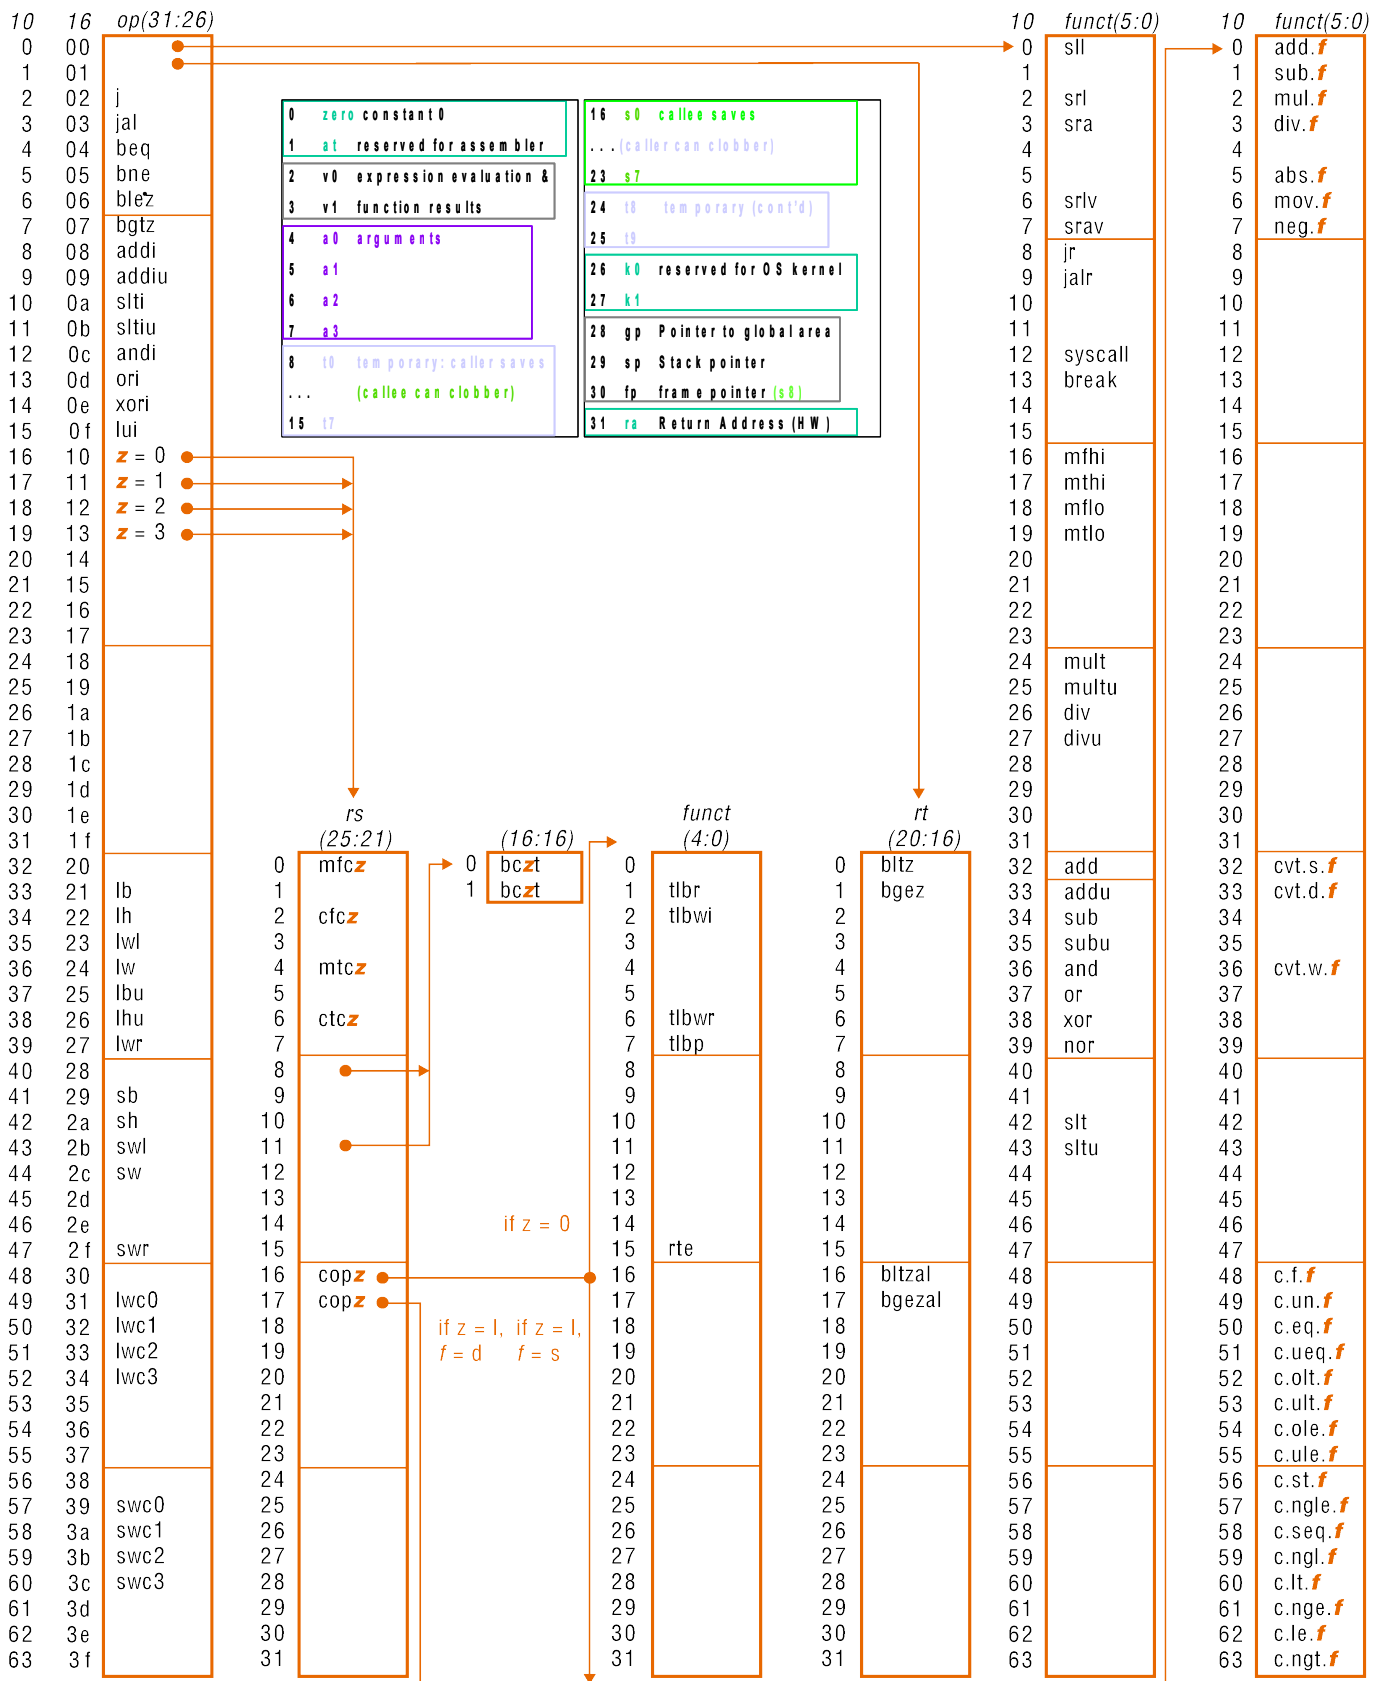 10 16 op(31:26) 10 funct(5:0) 10 funct(5:0)
0 00 0 sll 0 add.f
1 01 1 1 sub.f
2 02 j 2 srl 2 mul.f
3 03 jal 3 sra 3 div.f
4 04 beq 4 4
5 05 bne 5 5 abs.f
6 06 blez 6 srlv 6 mov.f
7 07 bgtz 7 srav 7 neg.f
8 08 addi 8 jr 8
9 09 addiu 9 jalr 9
10 0a slti 10 10
11 0b sltiu 11 11
12 0c andi 12 syscall 12
13 0d ori 13 break 13
14 0e xori 14 14
15 0f lui 15 15
16 10 z = 0 16 mfhi 16
17 11 z = 1 17 mthi 17
18 12 z = 2 18 mflo 18
19 13 z = 3 19 mtlo 19
20 14 20 20
21 15 21 21
22 16 22 22
23 17 23 23
24 18 24 mult 24
25 19 25 multu 25
26 1a 26 div 26
27 1b 27 divu 27
28 1c 28 28
29 1d 29 29
30 1e 30 30
31 1f 31 31
0 zero constant 0
1 at reserved for assembler
2 v0 expression evaluation &
3 v1 function results
4 a0 arguments
5 a1
6 a2
7 a3
8 t0 temporary: caller saves
... (callee can clobber)
15 t7
16 s0 callee saves
... (caller can clobber)
23 s7
24 t8 temporary (cont'd)
25 t9
26 k0 reserved for OS kernel
27 k1
28 gp Pointer to global area
29 sp Stack pointer
30 fp frame pointer (s8)
31 ra Return Address (HW)
rs funct rt
(25:21) (16:16) (4:0) (20:16)
32 20 0 mfcz 0 bczt 0 0 bltz 32 add 32 cvt.s.f
33 21 lb 1 1 bczt 1 tlbr 1 bgez 33 addu 33 cvt.d.f
34 22 lh 2 cfcz 2 tlbwi 2 34 sub 34
35 23 lwl 3 3 3 35 subu 35
36 24 lw 4 mtcz 4 4 36 and 36 cvt.w.f
37 25 lbu 5 5 5 37 or 37
38 26 lhu 6 ctcz 6 tlbwr 6 38 xor 38
39 27 lwr 7 7 tlbp 7 39 nor 39
40 28 8 8 8 40 40
41 29 sb 9 9 9 41 41
42 2a sh 10 10 10 42 slt 42
43 2b swl 11 11 11 43 sltu 43
44 2c sw 12 12 12 44 44
45 2d 13 13 13 45 45
46 2e 14 if z = 0 14 14 46 46
47 2f swr 15 15 rte 15 47 47
48 30 16 copz 16 16 bltzal 48 48 c.f.f
49 31 lwc0 17 copz 17 17 bgezal 49 49 c.un.f
50 32 lwc1 18 if z = l, if z = l, 18 18 50 50 c.eq.f
51 33 lwc2 19 f = d f = s 19 19 51 51 c.ueq.f
52 34 lwc3 20 20 20 52 52 c.olt.f
53 35 21 21 21 53 53 c.ult.f
54 36 22 22 22 54 54 c.ole.f
55 37 23 23 23 55 55 c.ule.f
56 38 24 24 24 56 56 c.st.f
57 39 swc0 25 25 25 57 57 c.ngle.f
58 3a swc1 26 26 26 58 58 c.seq.f
59 3b swc2 27 27 27 59 59 c.ngl.f
60 3c swc3 28 28 28 60 60 c.lt.f
61 3d 29 29 29 61 61 c.nge.f
62 3e 30 30 30 62 62 c.le.f
63 3f 31 31 31 63 63 c.ngt.f